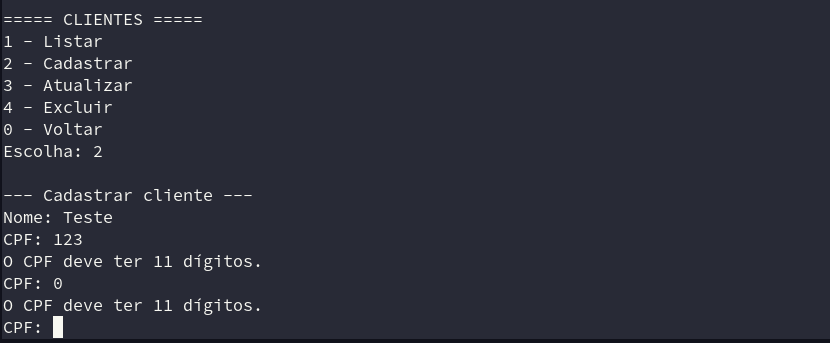 ===== CLIENTES =====
1 - Listar
2 - Cadastrar
3 - Atualizar
4 - Excluir
0 - Voltar
Escolha: 2
--- Cadastrar cliente ---
Nome: Teste
CPF: 123
O CPF deve ter 11 dígitos.
CPF: 0
O CPF deve ter 11 dígitos.
CPF: